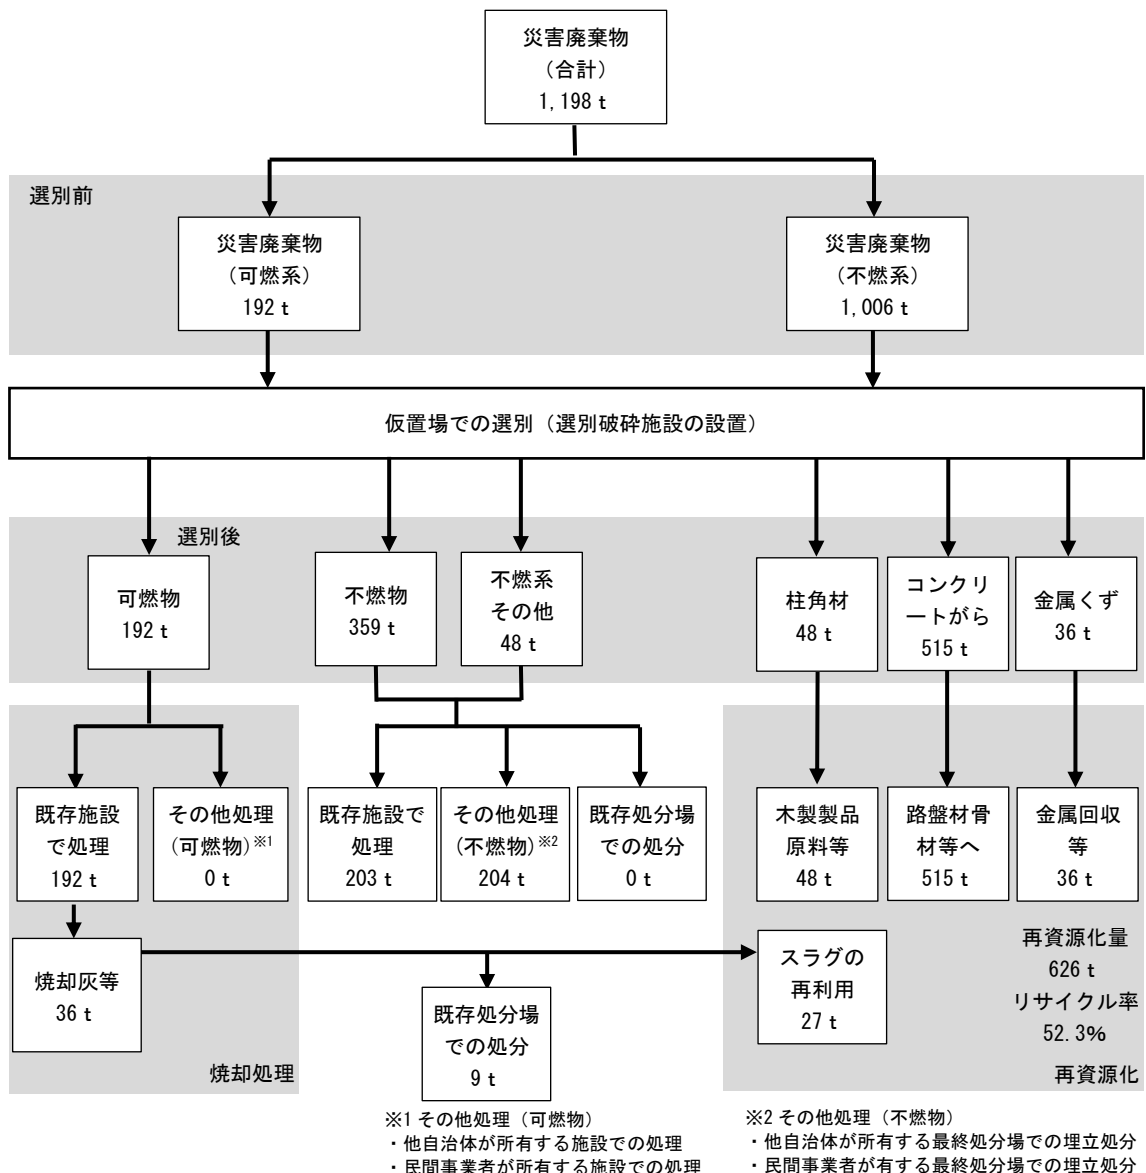 災害廃棄物
（合計）
1,198 t
選別前
災害廃棄物
（可燃系）
192 t
災害廃棄物
（不燃系）
1,006 t
仮置場での選別（選別破砕施設の設置）
選別後
可燃物
192 t
不燃物
359 t
不燃系
その他
48 t
柱角材
48 t
コンクリ
ートがら
515 t
金属くず
36 t
既存施設
で処理
192 t
その他処理
(可燃物)※1
0 t
既存施設で
処理
203 t
その他処理
(不燃物)※2
204 t
既存処分場
での処分
0 t
木製製品
原料等
48 t
路盤材骨
材等へ
515 t
金属回収
等
36 t
焼却灰等
36 t
焼却処理
既存処分場
での処分
9 t
スラグの
再利用
27 t
再資源化量
626 t
リサイクル率
52.3%
再資源化
※1 その他処理（可燃物）
・他自治体が所有する施設での処理
・民間事業者が所有する施設での処理
※2 その他処理（不燃物）
・他自治体が所有する最終処分場での埋立処分
・民間事業者が有する最終処分場での埋立処分